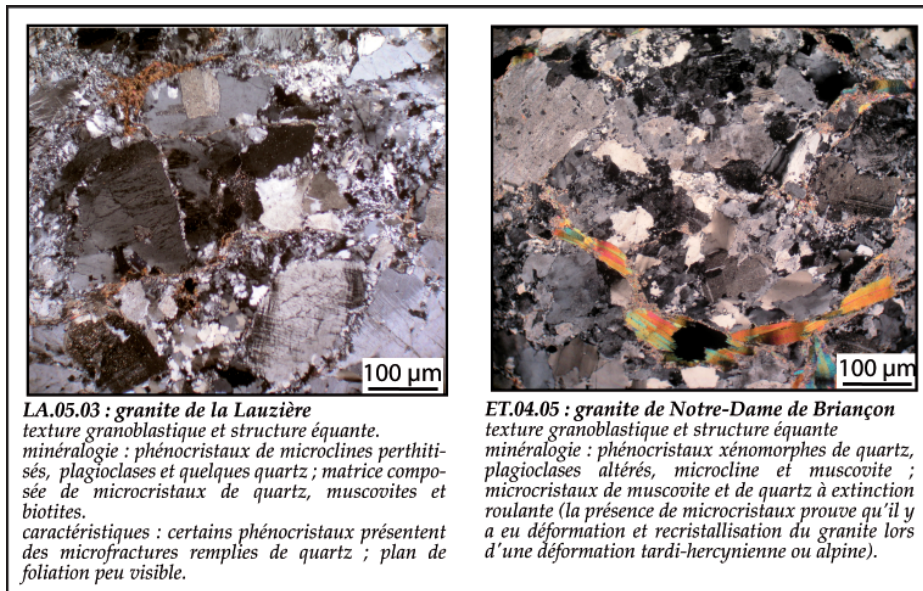 100 µm
100 µm
LA.05.03 : granite de la Lauzière
texture granoblastique et structure équante.
minéralogie : phénocristaux de microclines perthiti-
sés, plagioclases et quelques quartz ; matrice compo-
sée de microcristaux de quartz, muscovites et
biotites.
caractéristiques : certains phénocristaux présentent
des microfractures remplies de quartz ; plan de
foliation peu visible.
ET.04.05 : granite de Notre-Dame de Briançon
texture granoblastique et structure équante
minéralogie : phénocristaux xénomorphes de quartz,
plagioclases altérés, microcline et muscovite ;
microcristaux de muscovite et de quartz à extinction
roulante (la présence de microcristaux prouve qu'il y
a eu déformation et recristallisation du granite lors
d'une déformation tardi-hercynienne ou alpine).